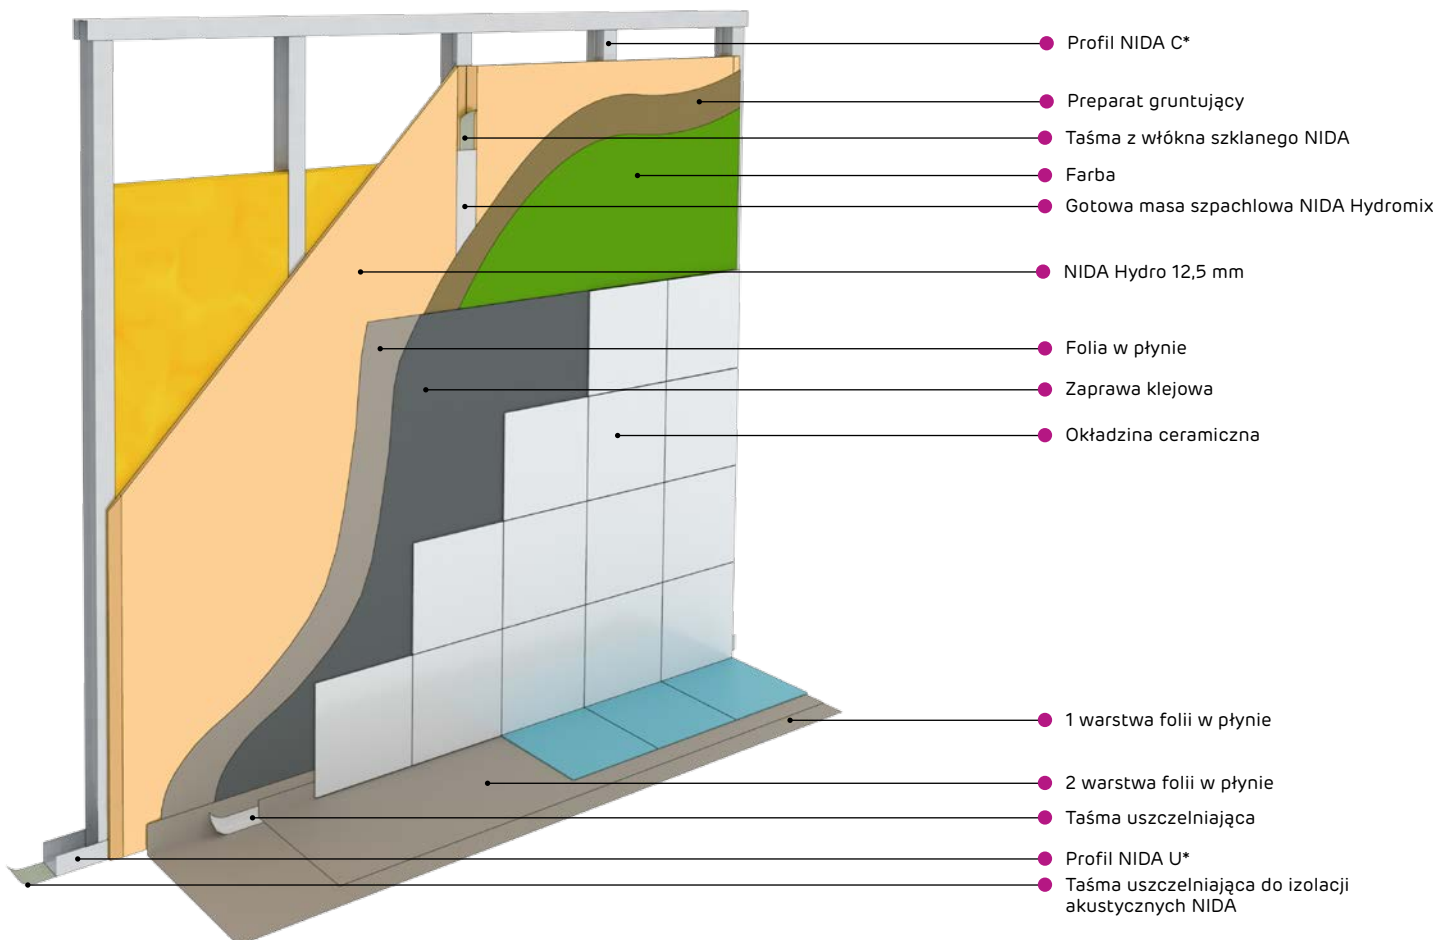 Profil NIDA C*
Preparat gruntujący
Taśma z włókna szklanego NIDA
Farba
Gotowa masa szpachlowa NIDA Hydromix
NIDA Hydro 12,5 mm
Folia w płynie
Zaprawa klejowa
Okładzina ceramiczna
1 warstwa folii w płynie
2 warstwa folii w płynie
Taśma uszczelniająca
Profil NIDA U*
Taśma uszczelniająca do izolacji
akustycznych NIDA